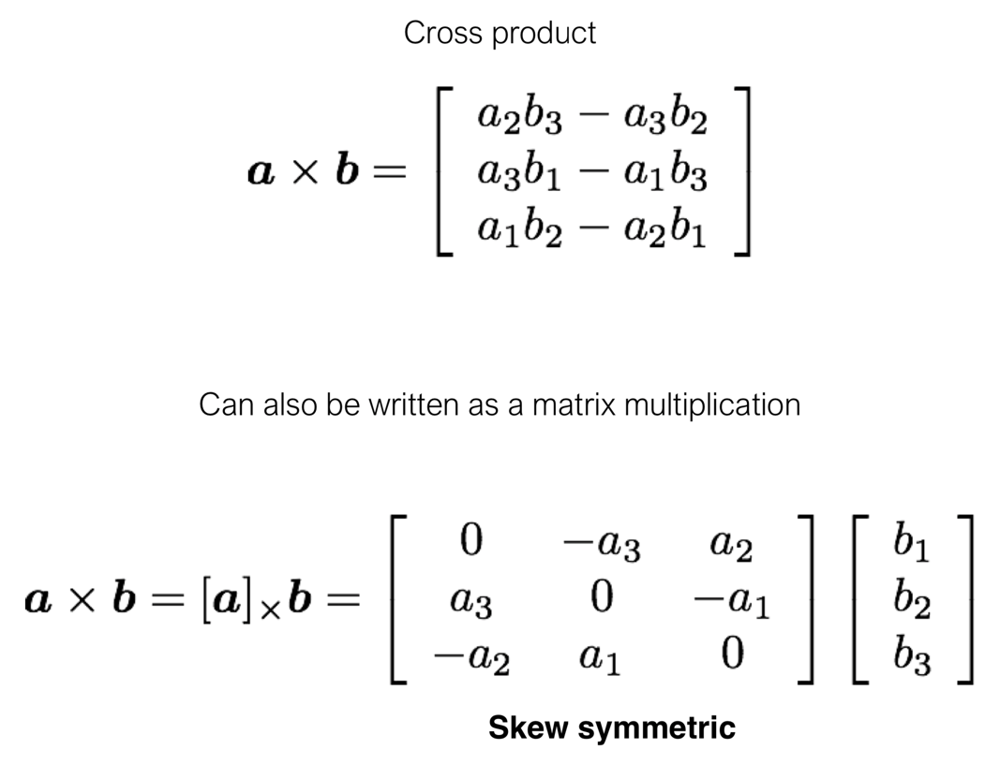 Cross product
a × b = [ a₂b₃ − a₃b₂
a₃b₁ − a₁b₃
a₁b₂ − a₂b₁ ]
Can also be written as a matrix multiplication
a × b = [a]ₓb = [ 0 −a₃ a₂ ] [ b₁ ]
[ a₃ 0 −a₁ ] [ b₂ ]
[ −a₂ a₁ 0 ] [ b₃ ]
Skew symmetric